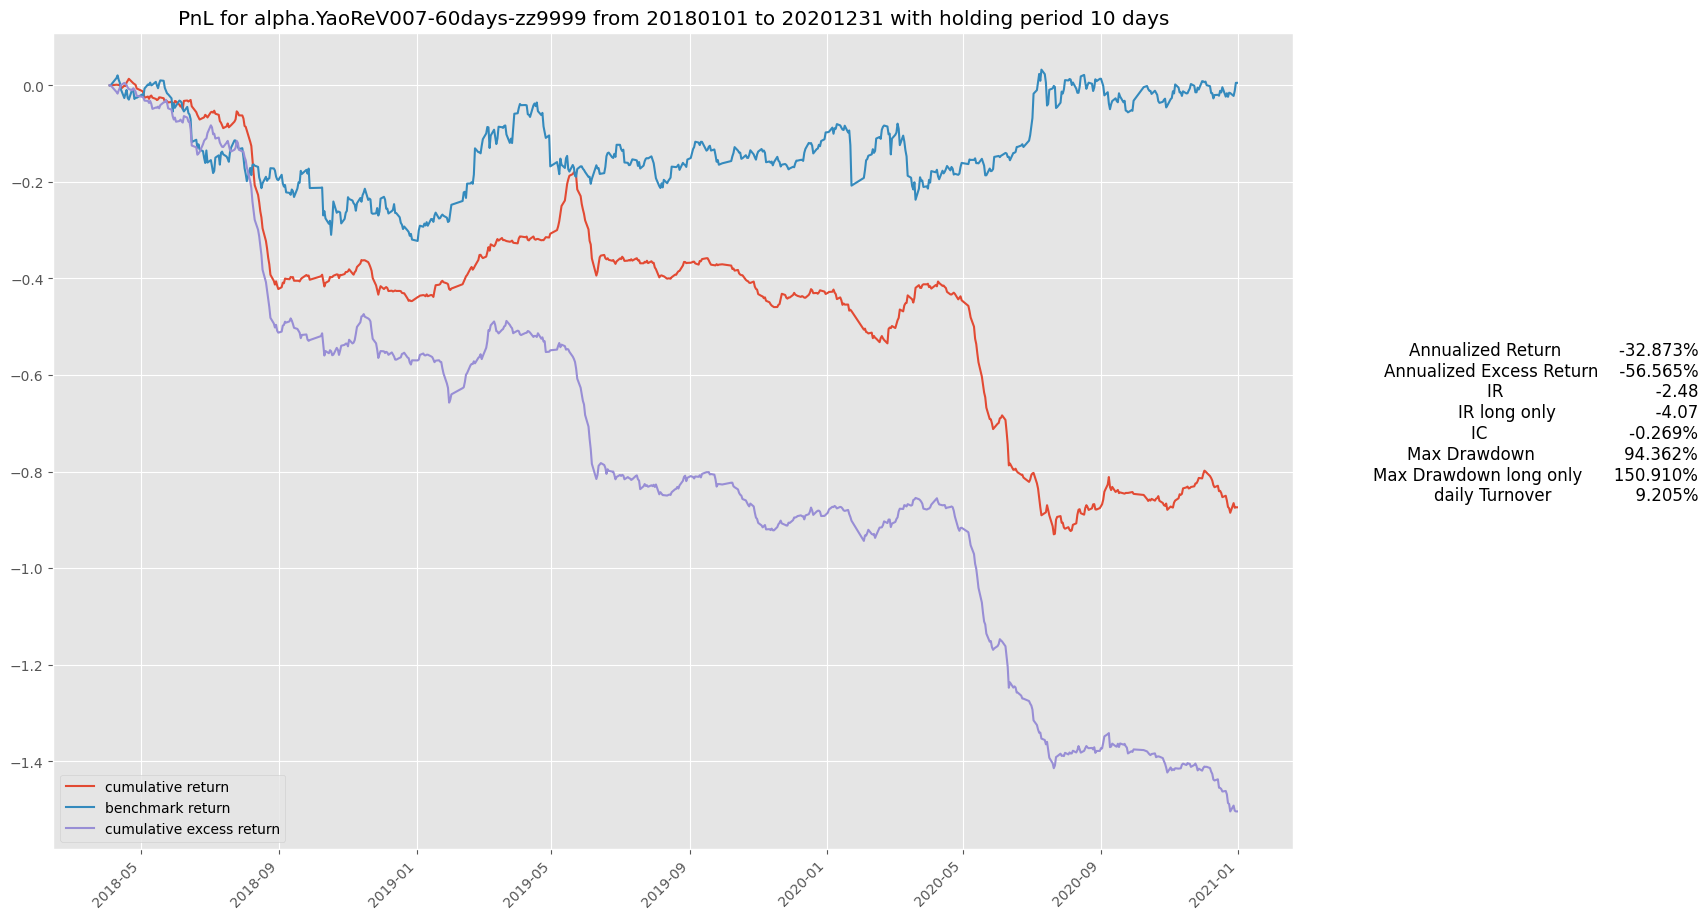 PnL for alpha.YaoReV007-60days-zz9999 from 20180101 to 20201231 with holding period 10 days
0.0
−0.2
−0.4
−0.6
−0.8
−1.0
−1.2
−1.4
cumulative return
benchmark return
cumulative excess return
2018-05
2018-09
2019-01
2019-05
2019-09
2020-01
2020-05
2020-09
2021-01
Annualized Return -32.873%
Annualized Excess Return -56.565%
IR -2.48
IR long only -4.07
IC -0.269%
Max Drawdown 94.362%
Max Drawdown long only 150.910%
daily Turnover 9.205%